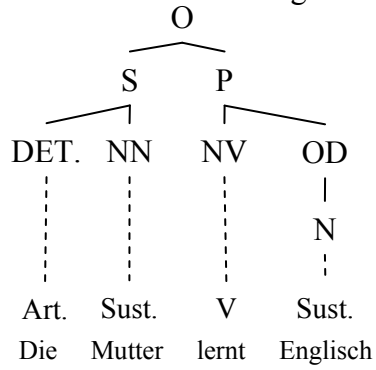 O
S P
DET. NN NV OD
N
Art. Sust. V Sust.
Die Mutter lernt Englisch